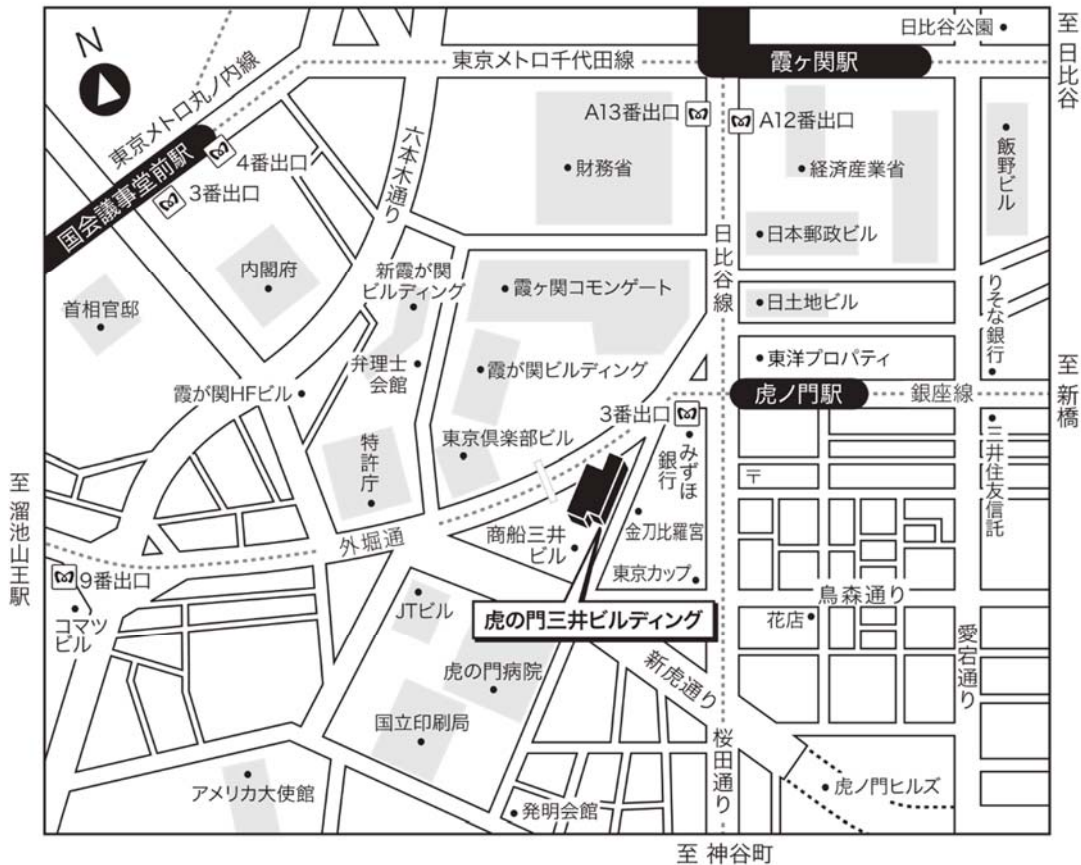 N
日比谷公園
至 日比谷
東京メトロ千代田線
霞ケ関駅
東京メトロ丸ノ内線
A13番出口
A12番出口
六本木通り
財務省
経済産業省
飯野ビル
4番出口
国会議事堂前駅
3番出口
日本郵政ビル
日比谷線
内閣府
新霞が関
ビルディング
霞ヶ関コモンゲート
日土地ビル
りそな銀行
首相官邸
弁理士
会館
霞が関ビルディング
東洋プロパティ
至 新橋
霞が関HFビル
虎ノ門駅
銀座線
3番出口
東京倶楽部ビル
みずほ
銀行
三井住友信託
特許庁
〒
至 溜池山王駅
外堀通
商船三井
ビル
金刀比羅宮
9番出口
東京カップ
コマツ
ビル
JTビル
虎の門三井ビルディング
鳥森通り
花店
愛宕通り
虎の門病院
新虎通り
国立印刷局
桜田通り
アメリカ大使館
発明会館
虎ノ門ヒルズ
至 神谷町